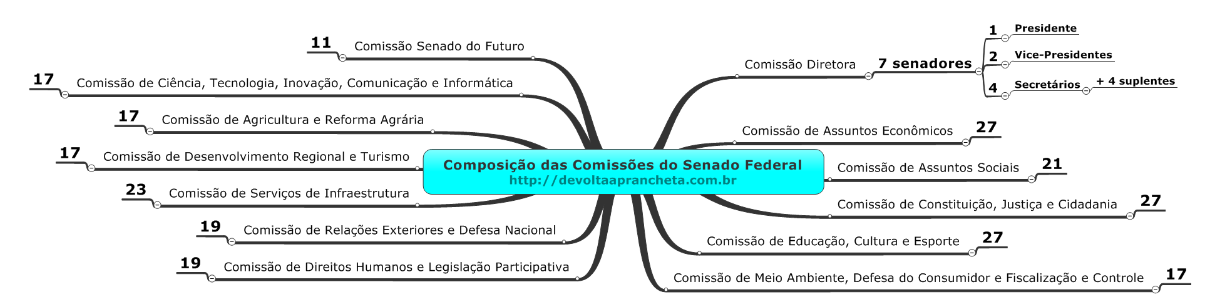 Composição das Comissões do Senado Federal
http://devoltaaprancheta.com.br
Comissão Diretora
7 senadores
1 Presidente
2 Vice-Presidentes
4 Secretários + 4 suplentes
Comissão de Assuntos Econômicos 27
Comissão de Assuntos Sociais 21
Comissão de Constituição, Justiça e Cidadania 27
Comissão de Educação, Cultura e Esporte 27
Comissão de Meio Ambiente, Defesa do Consumidor e Fiscalização e Controle 17
11 Comissão Senado do Futuro
17 Comissão de Ciência, Tecnologia, Inovação, Comunicação e Informática
17 Comissão de Agricultura e Reforma Agrária
17 Comissão de Desenvolvimento Regional e Turismo
23 Comissão de Serviços de Infraestrutura
19 Comissão de Relações Exteriores e Defesa Nacional
19 Comissão de Direitos Humanos e Legislação Participativa